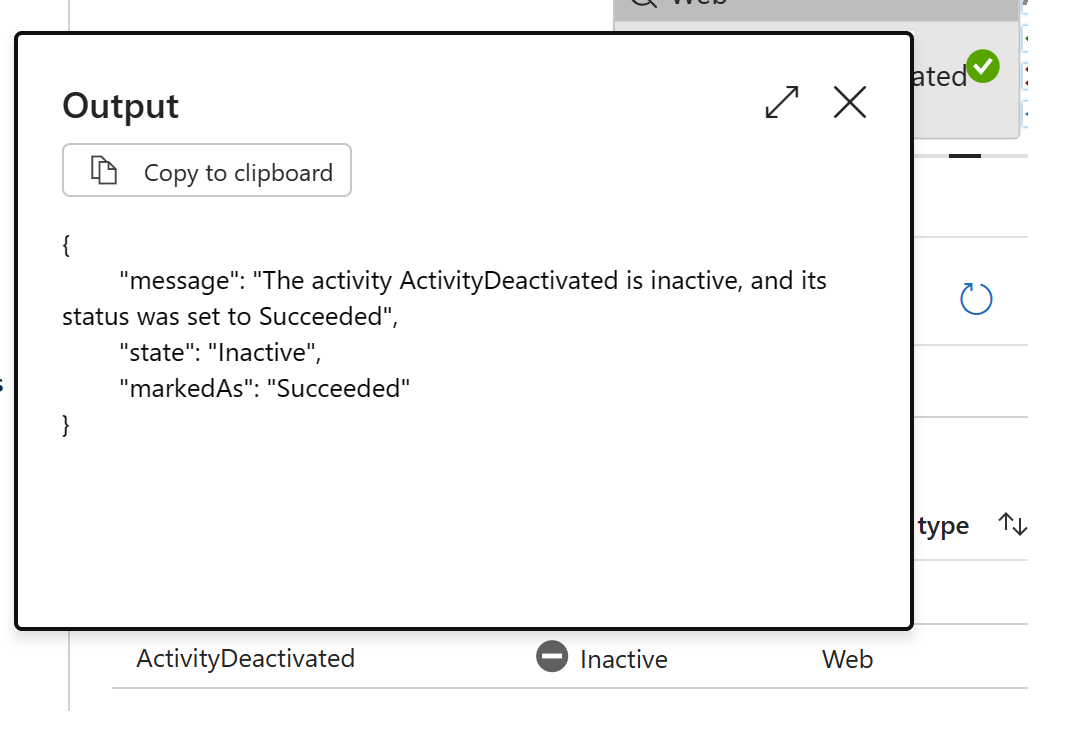 Web
ated
Output
Copy to clipboard
{
"message": "The activity ActivityDeactivated is inactive, and its
status was set to Succeeded",
"state": "Inactive",
"markedAs": "Succeeded"
}
s
type
ActivityDeactivated Inactive Web